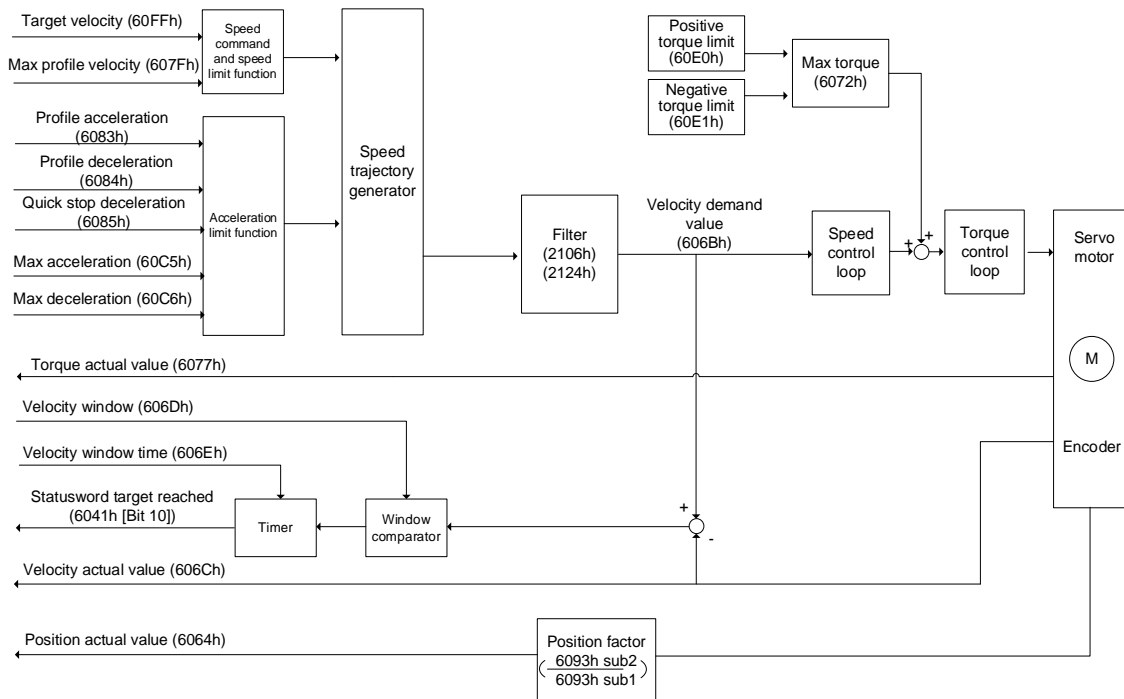 Target velocity (60FFh)
Max profile velocity (607Fh)
Speed
command
and speed
limit function
Profile acceleration
(6083h)
Profile deceleration
(6084h)
Quick stop deceleration
(6085h)
Max acceleration (60C5h)
Max deceleration (60C6h)
Acceleration
limit function
Speed
trajectory
generator
Filter
(2106h)
(2124h)
Velocity demand
value
(606Bh)
Positive
torque limit
(60E0h)
Negative
torque limit
(60E1h)
Max torque
(6072h)
Speed
control
loop
+
+
Torque
control
loop
Servo
motor
M
Encoder
Torque actual value (6077h)
Velocity window (606Dh)
Velocity window time (606Eh)
Statusword target reached
(6041h [Bit 10])
Timer
Window
comparator
+
-
Velocity actual value (606Ch)
Position actual value (6064h)
Position factor
(6093h sub2
6093h sub1)